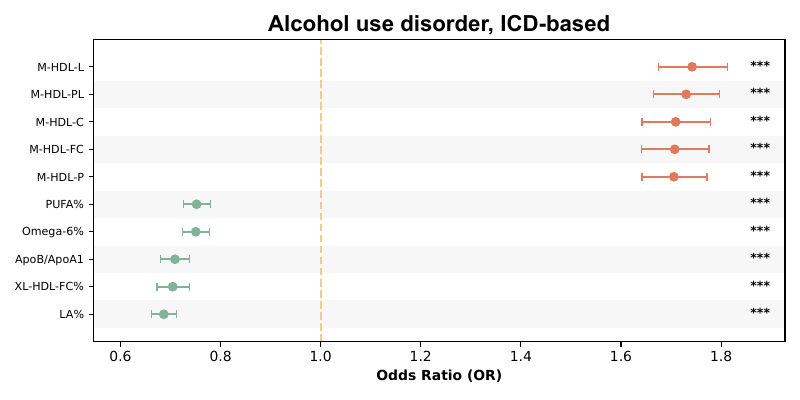 Alcohol use disorder, ICD-based
M-HDL-L ***
M-HDL-PL ***
M-HDL-C ***
M-HDL-FC ***
M-HDL-P ***
PUFA% ***
Omega-6% ***
ApoB/ApoA1 ***
XL-HDL-FC% ***
LA% ***
0.6 0.8 1.0 1.2 1.4 1.6 1.8
Odds Ratio (OR)